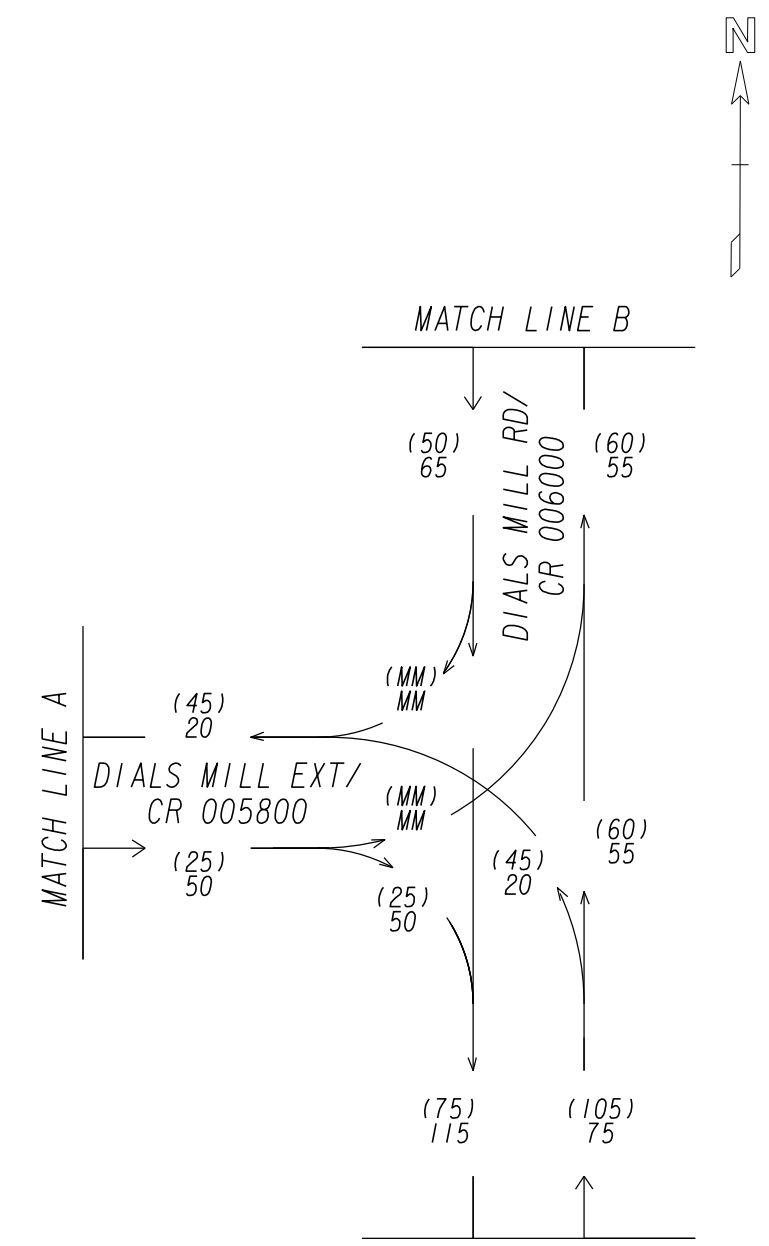 N
MATCH LINE B
(50)
65
DIALS MILL RD/
CR 006000
(60)
55
(MM)
MM
(45)
20
MATCH LINE A
DIALS MILL EXT/
CR 005800
(MM)
MM
(25)
50
(45)
20
(60)
55
(25)
50
(75)
115
(105)
75